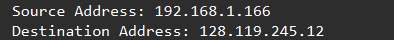 Source Address: 192.168.1.166
Destination Address: 128.119.245.12